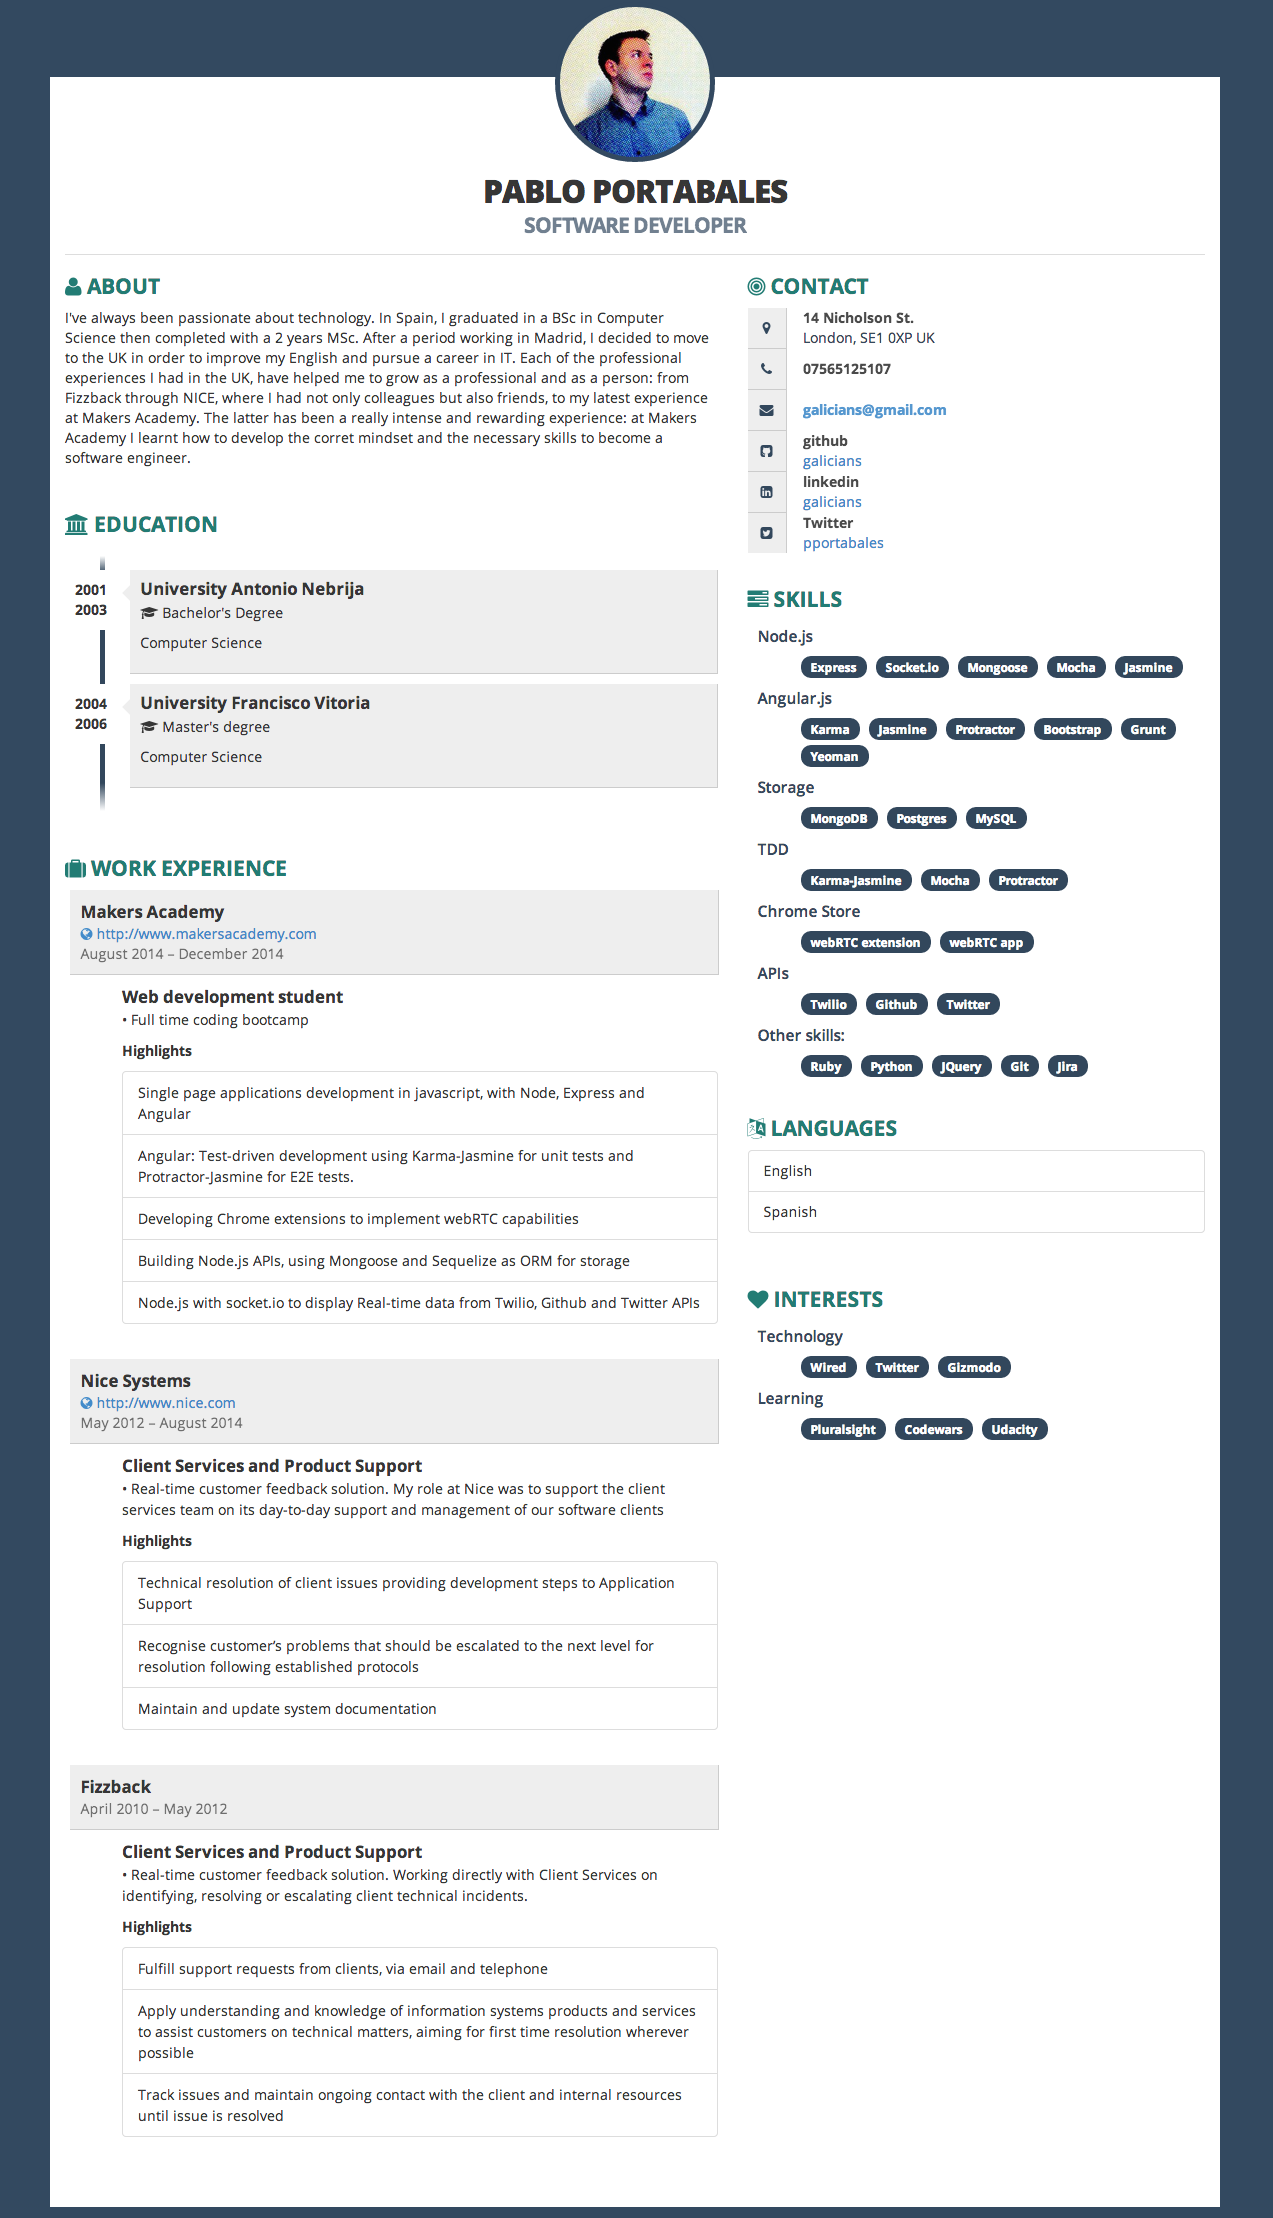 PABLO PORTABALES
SOFTWARE DEVELOPER
ABOUT
I've always been passionate about technology. In Spain, I graduated in a BSc in Computer
Science then completed with a 2 years MSc. After a period working in Madrid, I decided to move
to the UK in order to improve my English and pursue a career in IT. Each of the professional
experiences I had in the UK, have helped me to grow as a professional and as a person: from
Fizzback through NICE, where I had not only colleagues but also friends, to my latest experience
at Makers Academy. The latter has been a really intense and rewarding experience: at Makers
Academy I learnt how to develop the corret mindset and the necessary skills to become a
software engineer.
EDUCATION
2001
2003
University Antonio Nebrija
Bachelor's Degree
Computer Science
2004
2006
University Francisco Vitoria
Master's degree
Computer Science
WORK EXPERIENCE
Makers Academy
http://www.makersacademy.com
August 2014 – December 2014
Web development student
• Full time coding bootcamp
Highlights
Single page applications development in javascript, with Node, Express and
Angular
Angular: Test-driven development using Karma-Jasmine for unit tests and
Protractor-Jasmine for E2E tests.
Developing Chrome extensions to implement webRTC capabilities
Building Node.js APIs, using Mongoose and Sequelize as ORM for storage
Node.js with socket.io to display Real-time data from Twilio, Github and Twitter APIs
Nice Systems
http://www.nice.com
May 2012 – August 2014
Client Services and Product Support
• Real-time customer feedback solution. My role at Nice was to support the client
services team on its day-to-day support and management of our software clients
Highlights
Technical resolution of client issues providing development steps to Application
Support
Recognise customer’s problems that should be escalated to the next level for
resolution following established protocols
Maintain and update system documentation
Fizzback
April 2010 – May 2012
Client Services and Product Support
• Real-time customer feedback solution. Working directly with Client Services on
identifying, resolving or escalating client technical incidents.
Highlights
Fulfill support requests from clients, via email and telephone
Apply understanding and knowledge of information systems products and services
to assist customers on technical matters, aiming for first time resolution wherever
possible
Track issues and maintain ongoing contact with the client and internal resources
until issue is resolved
CONTACT
14 Nicholson St.
London, SE1 0XP UK
07565125107
galicians@gmail.com
github
galicians
linkedin
galicians
Twitter
pportabales
SKILLS
Node.js
Express Socket.io Mongoose Mocha Jasmine
Angular.js
Karma Jasmine Protractor Bootstrap Grunt
Yeoman
Storage
MongoDB Postgres MySQL
TDD
Karma-Jasmine Mocha Protractor
Chrome Store
webRTC extension webRTC app
APIs
Twilio Github Twitter
Other skills:
Ruby Python JQuery Git Jira
LANGUAGES
English
Spanish
INTERESTS
Technology
Wired Twitter Gizmodo
Learning
Pluralsight Codewars Udacity